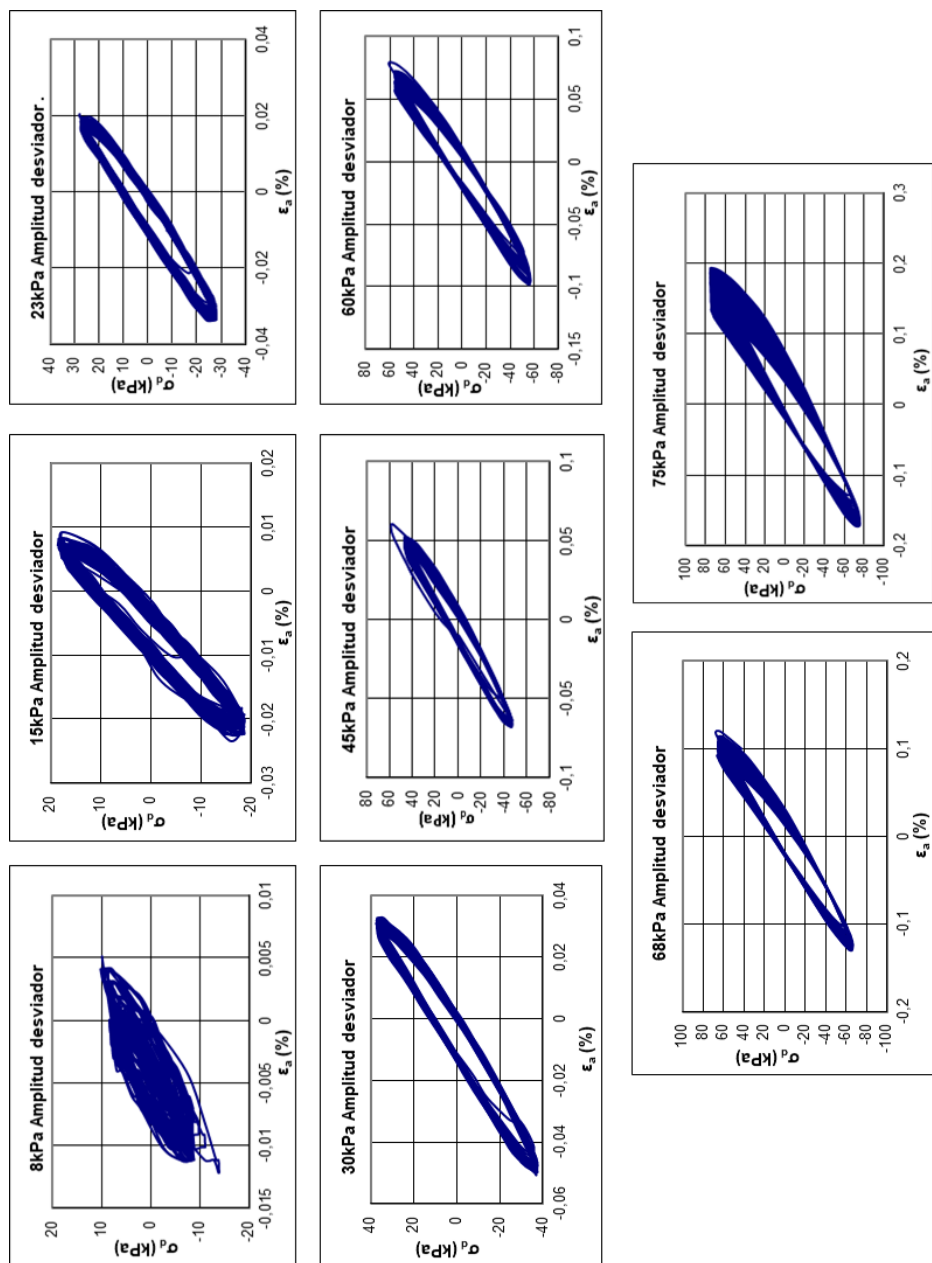 8kPa Amplitud desviador
20
10
0
-10
-20
σd (kPa)
-0,015 -0,01 -0,005 0 0,005 0,01
εa (%)
15kPa Amplitud desviador
20
10
0
-10
-20
σd (kPa)
-0,03 -0,02 -0,01 0 0,01 0,02
εa (%)
23kPa Amplitud desviador .
40
30
20
10
0
-10
-20
-30
-40
σd (kPa)
-0,04 -0,02 0 0,02 0,04
εa (%)
30kPa Amplitud desviador
40
20
0
-20
-40
σd (kPa)
-0,06 -0,04 -0,02 0 0,02 0,04
εa (%)
45kPa Amplitud desviador
80
60
40
20
0
-20
-40
-60
-80
σd (kPa)
-0,1 -0,05 0 0,05 0,1
εa (%)
60kPa Amplitud desviador
80
60
40
20
0
-20
-40
-60
-80
σd (kPa)
-0,15 -0,1 -0,05 0 0,05 0,1
εa (%)
68kPa Amplitud desviador
100
80
60
40
20
0
-20
-40
-60
-80
-100
σd (kPa)
-0,2 -0,1 0 0,1 0,2
εa (%)
75kPa Amplitud desviador
100
80
60
40
20
0
-20
-40
-60
-80
-100
σd (kPa)
-0,2 -0,1 0 0,1 0,2 0,3
εa (%)